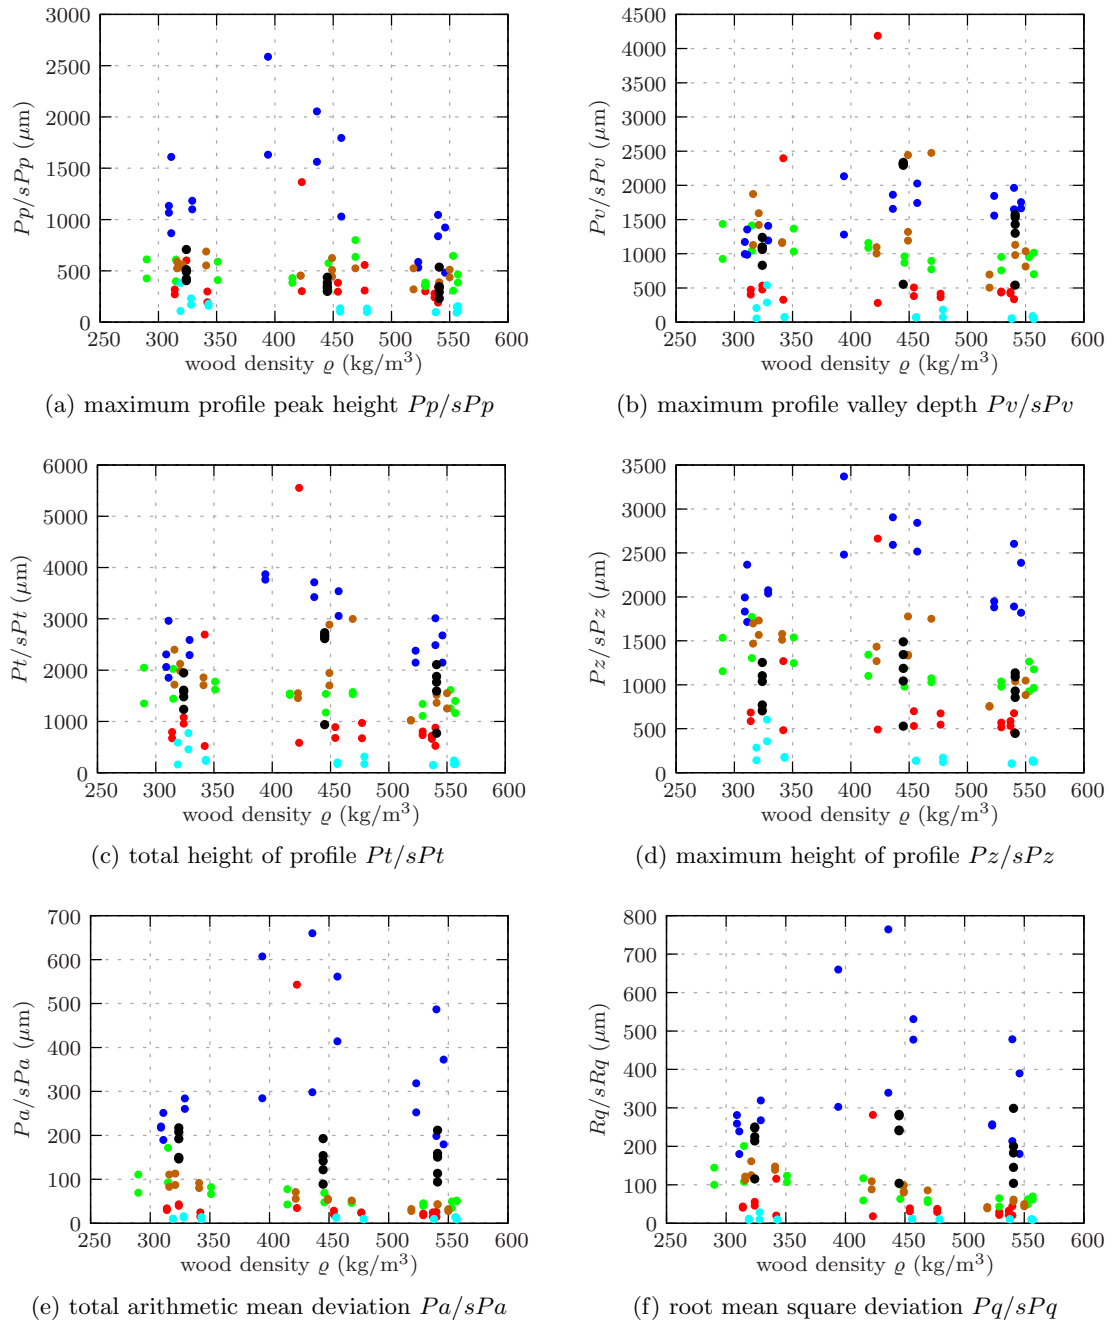 3000
2500
2000
1500
1000
500
0
250 300 350 400 450 500 550 600
Pp/sPp (μm)
wood density ϱ (kg/m³)
(a) maximum profile peak height Pp/sPp
4500
4000
3500
3000
2500
2000
1500
1000
500
0
250 300 350 400 450 500 550 600
Pv/sPv (μm)
wood density ϱ (kg/m³)
(b) maximum profile valley depth Pv/sPv
6000
5000
4000
3000
2000
1000
0
250 300 350 400 450 500 550 600
Pt/sPt (μm)
wood density ϱ (kg/m³)
(c) total height of profile Pt/sPt
3500
3000
2500
2000
1500
1000
500
0
250 300 350 400 450 500 550 600
Pz/sPz (μm)
wood density ϱ (kg/m³)
(d) maximum height of profile Pz/sPz
700
600
500
400
300
200
100
0
250 300 350 400 450 500 550 600
Pa/sPa (μm)
wood density ϱ (kg/m³)
(e) total arithmetic mean deviation Pa/sPa
800
700
600
500
400
300
200
100
0
250 300 350 400 450 500 550 600
Rq/sRq (μm)
wood density ϱ (kg/m³)
(f) root mean square deviation Pq/sPq